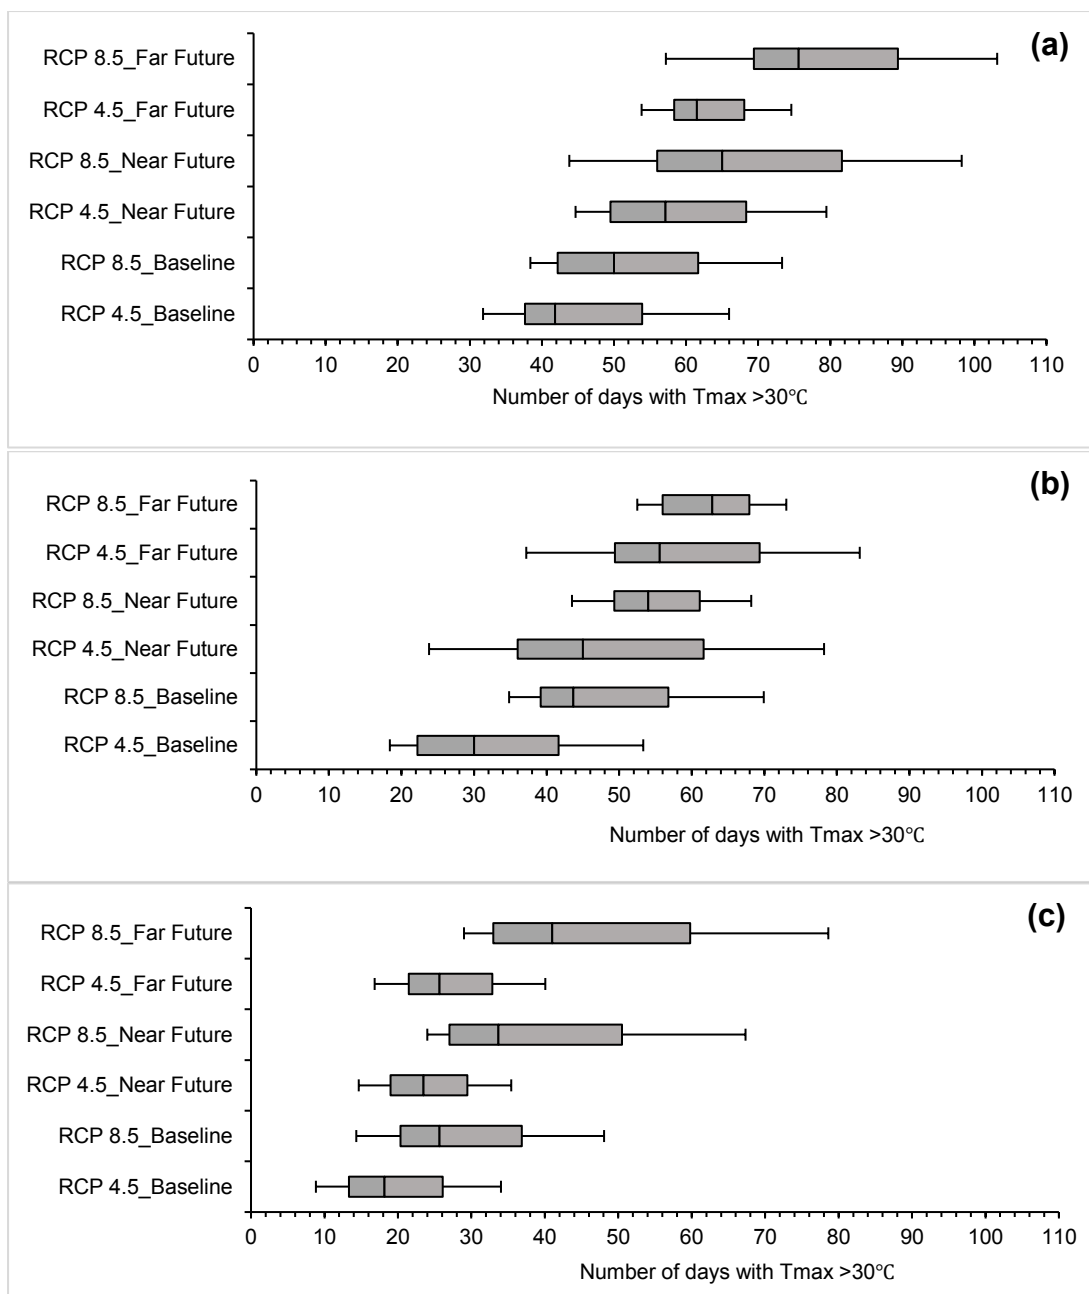 (a)
RCP 8.5_Far Future
RCP 4.5_Far Future
RCP 8.5_Near Future
RCP 4.5_Near Future
RCP 8.5_Baseline
RCP 4.5_Baseline
0 10 20 30 40 50 60 70 80 90 100 110
Number of days with Tmax >30℃
(b)
RCP 8.5_Far Future
RCP 4.5_Far Future
RCP 8.5_Near Future
RCP 4.5_Near Future
RCP 8.5_Baseline
RCP 4.5_Baseline
0 10 20 30 40 50 60 70 80 90 100 110
Number of days with Tmax >30℃
(c)
RCP 8.5_Far Future
RCP 4.5_Far Future
RCP 8.5_Near Future
RCP 4.5_Near Future
RCP 8.5_Baseline
RCP 4.5_Baseline
0 10 20 30 40 50 60 70 80 90 100 110
Number of days with Tmax >30℃